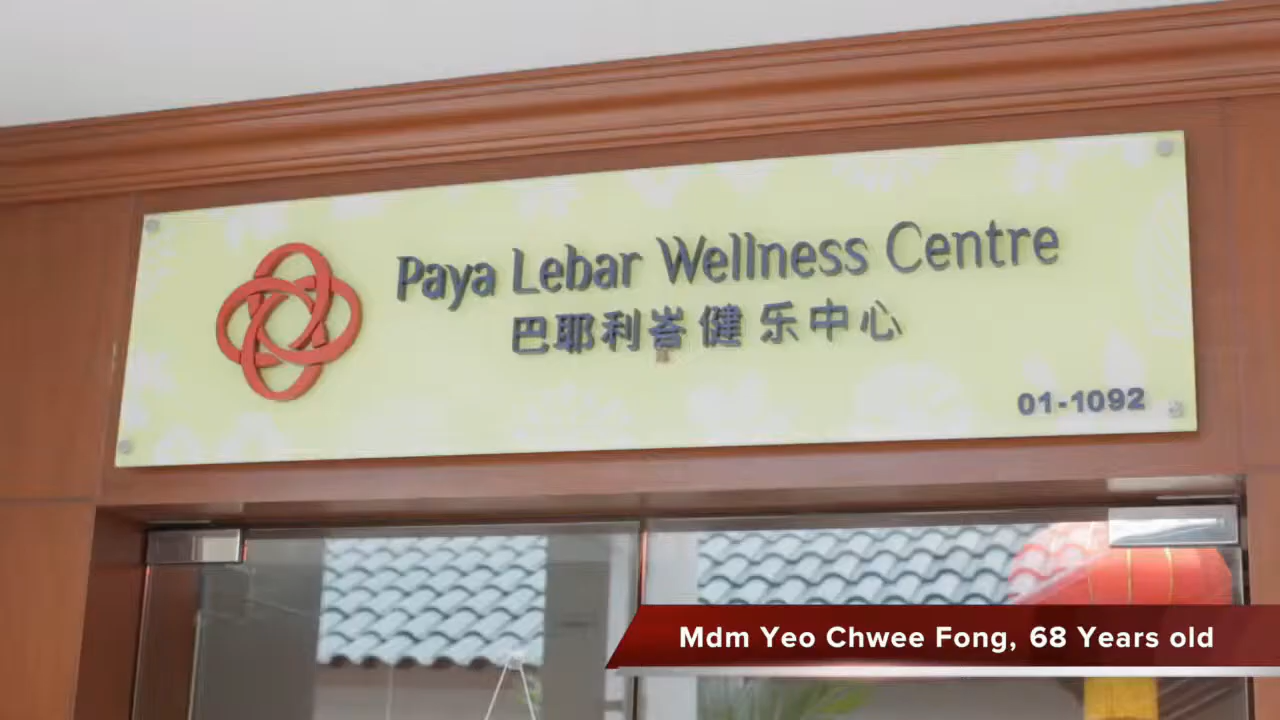 Paya Lebar Wellness Centre
巴耶利峇健乐中心
01-1092
Mdm Yeo Chwee Fong, 68 Years old